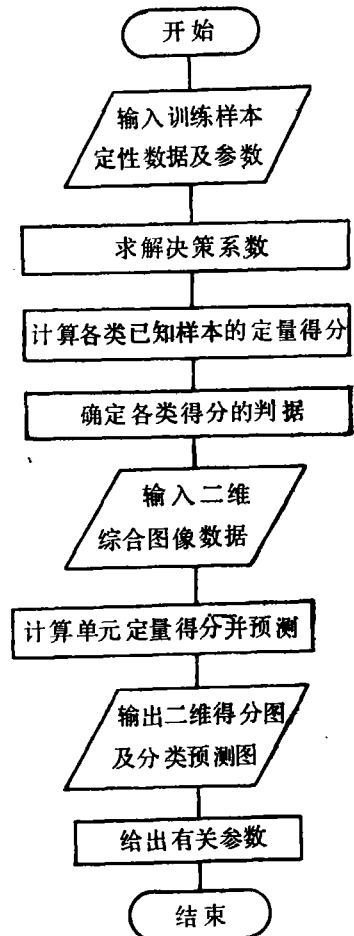 开始
输入训练样本
定性数据及参数
求解决策系数
计算各类已知样本的定量得分
确定各类得分的判据
输入二维
综合图像数据
计算单元定量得分并预测
输出二维得分图
及分类预测图
给出有关参数
结束